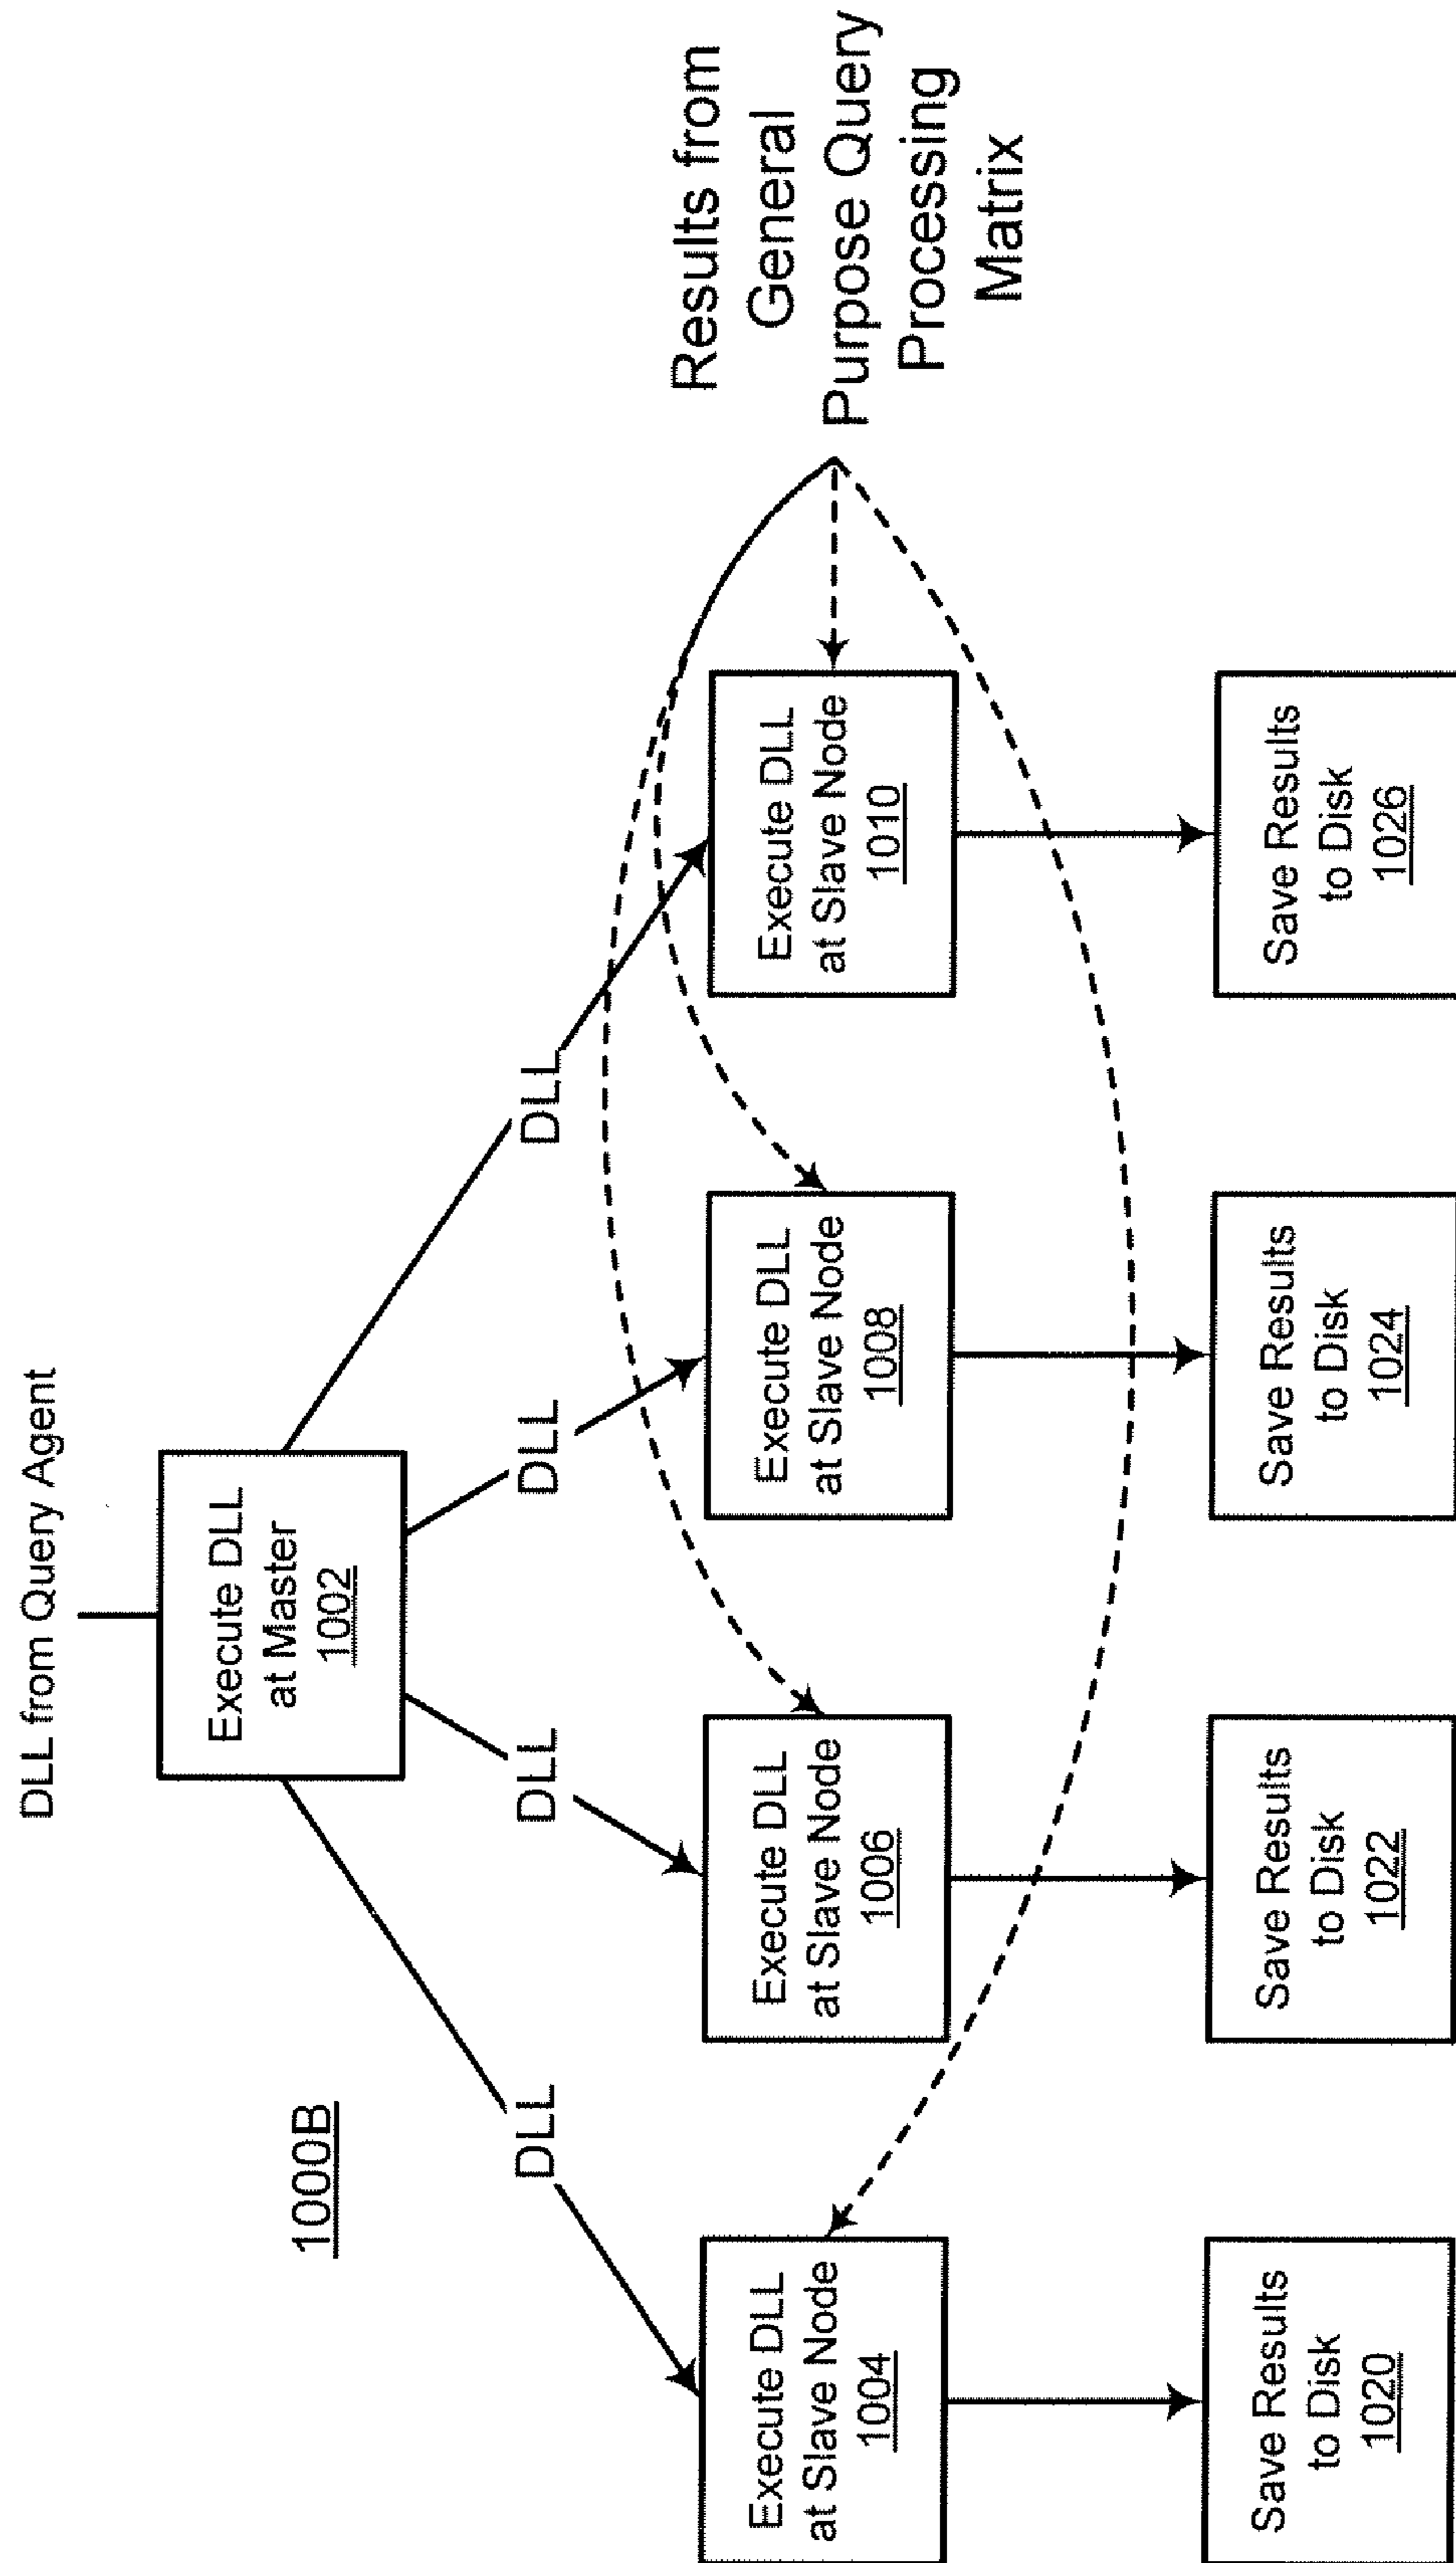 DLL from Query Agent
1000B
Execute DLL
at Master
1002
DLL
DLL
DLL
DLL
Results from
General
Purpose Query
Processing
Matrix
Execute DLL
at Slave Node
1004
Execute DLL
at Slave Node
1006
Execute DLL
at Slave Node
1008
Execute DLL
at Slave Node
1010
Save Results
to Disk
1020
Save Results
to Disk
1022
Save Results
to Disk
1024
Save Results
to Disk
1026